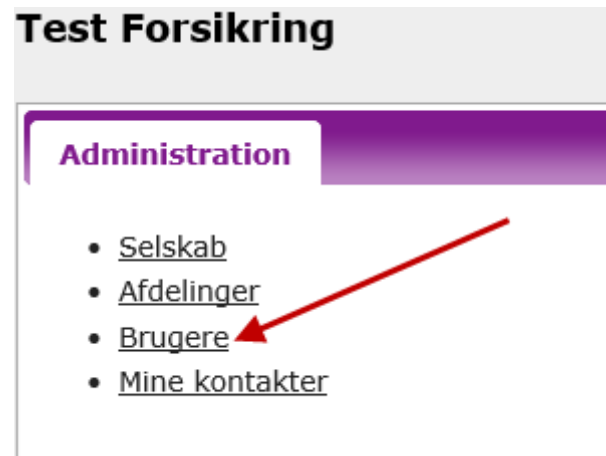 Test Forsikring
Administration
Selskab
Afdelinger
Brugere
Mine kontakter